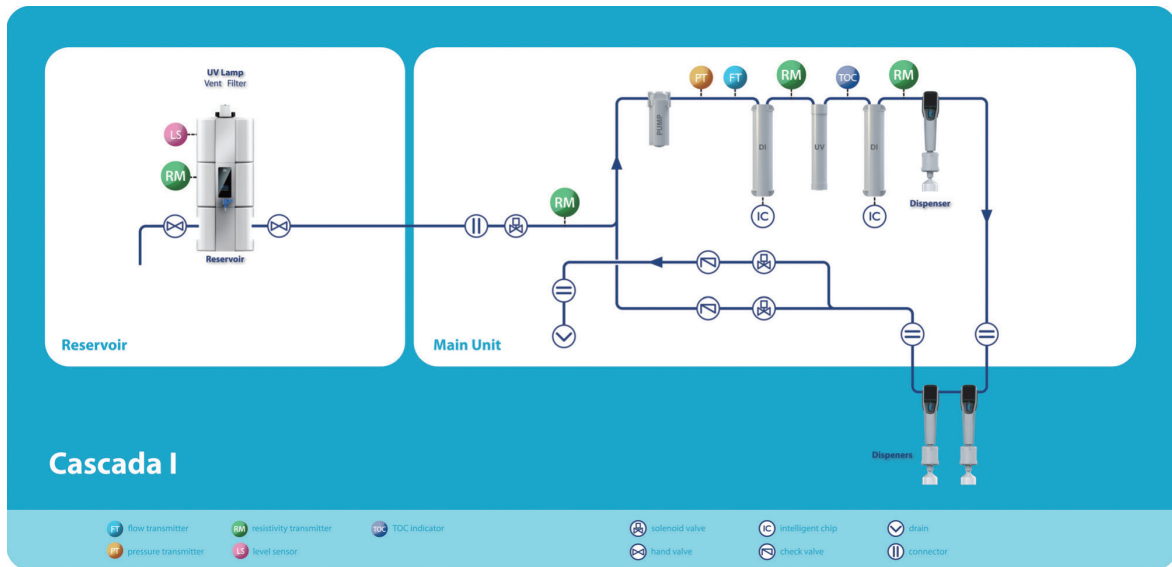 UV Lamp
Vent Filter
LS
RM
Reservoir
Reservoir
RM
PUMP
PT
FT
RM
TOC
RM
DI
UV
DI
IC
IC
Dispenser
Main Unit
Dispeners
Cascada I
FT flow transmitter
RM resistivity transmitter
TOC TOC indicator
solenoid valve
IC intelligent chip
drain
PT pressure transmitter
LS level sensor
hand valve
check valve
connector